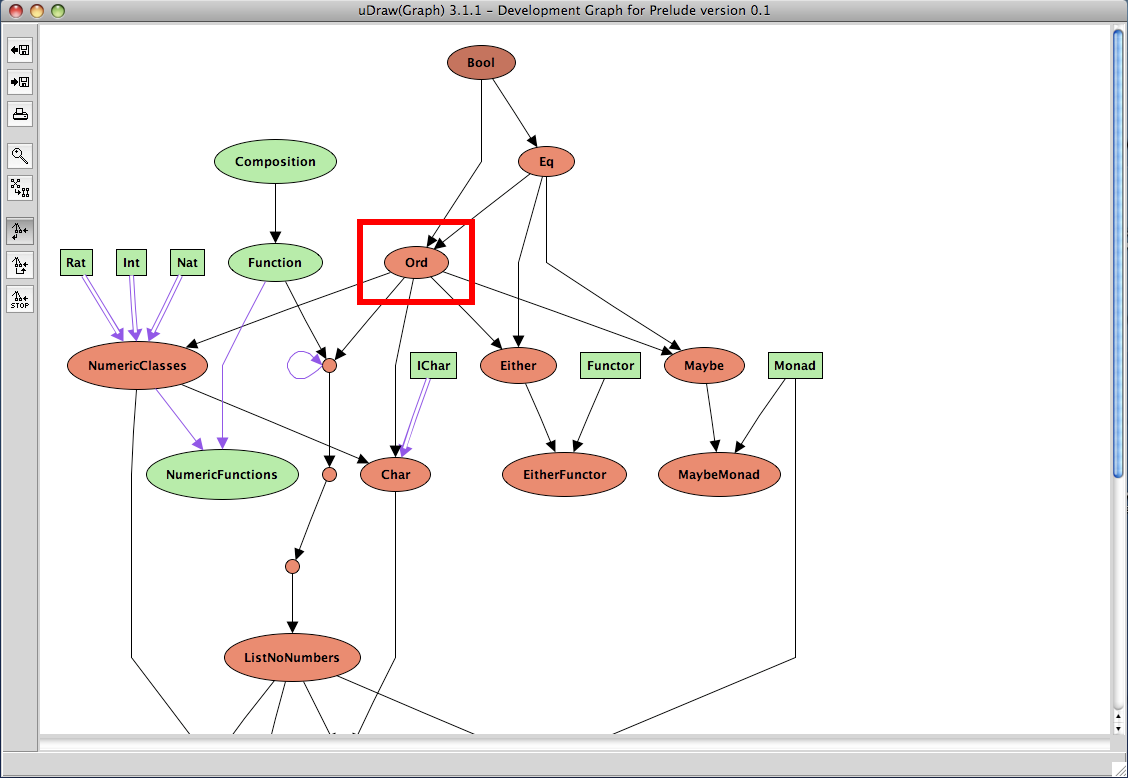 uDraw(Graph) 3.1.1 - Development Graph for Prelude version 0.1
Bool
Composition
Eq
Rat
Int
Nat
Function
Ord
STOP
NumericClasses
IChar
Either
Functor
Maybe
Monad
NumericFunctions
Char
EitherFunctor
MaybeMonad
ListNoNumbers